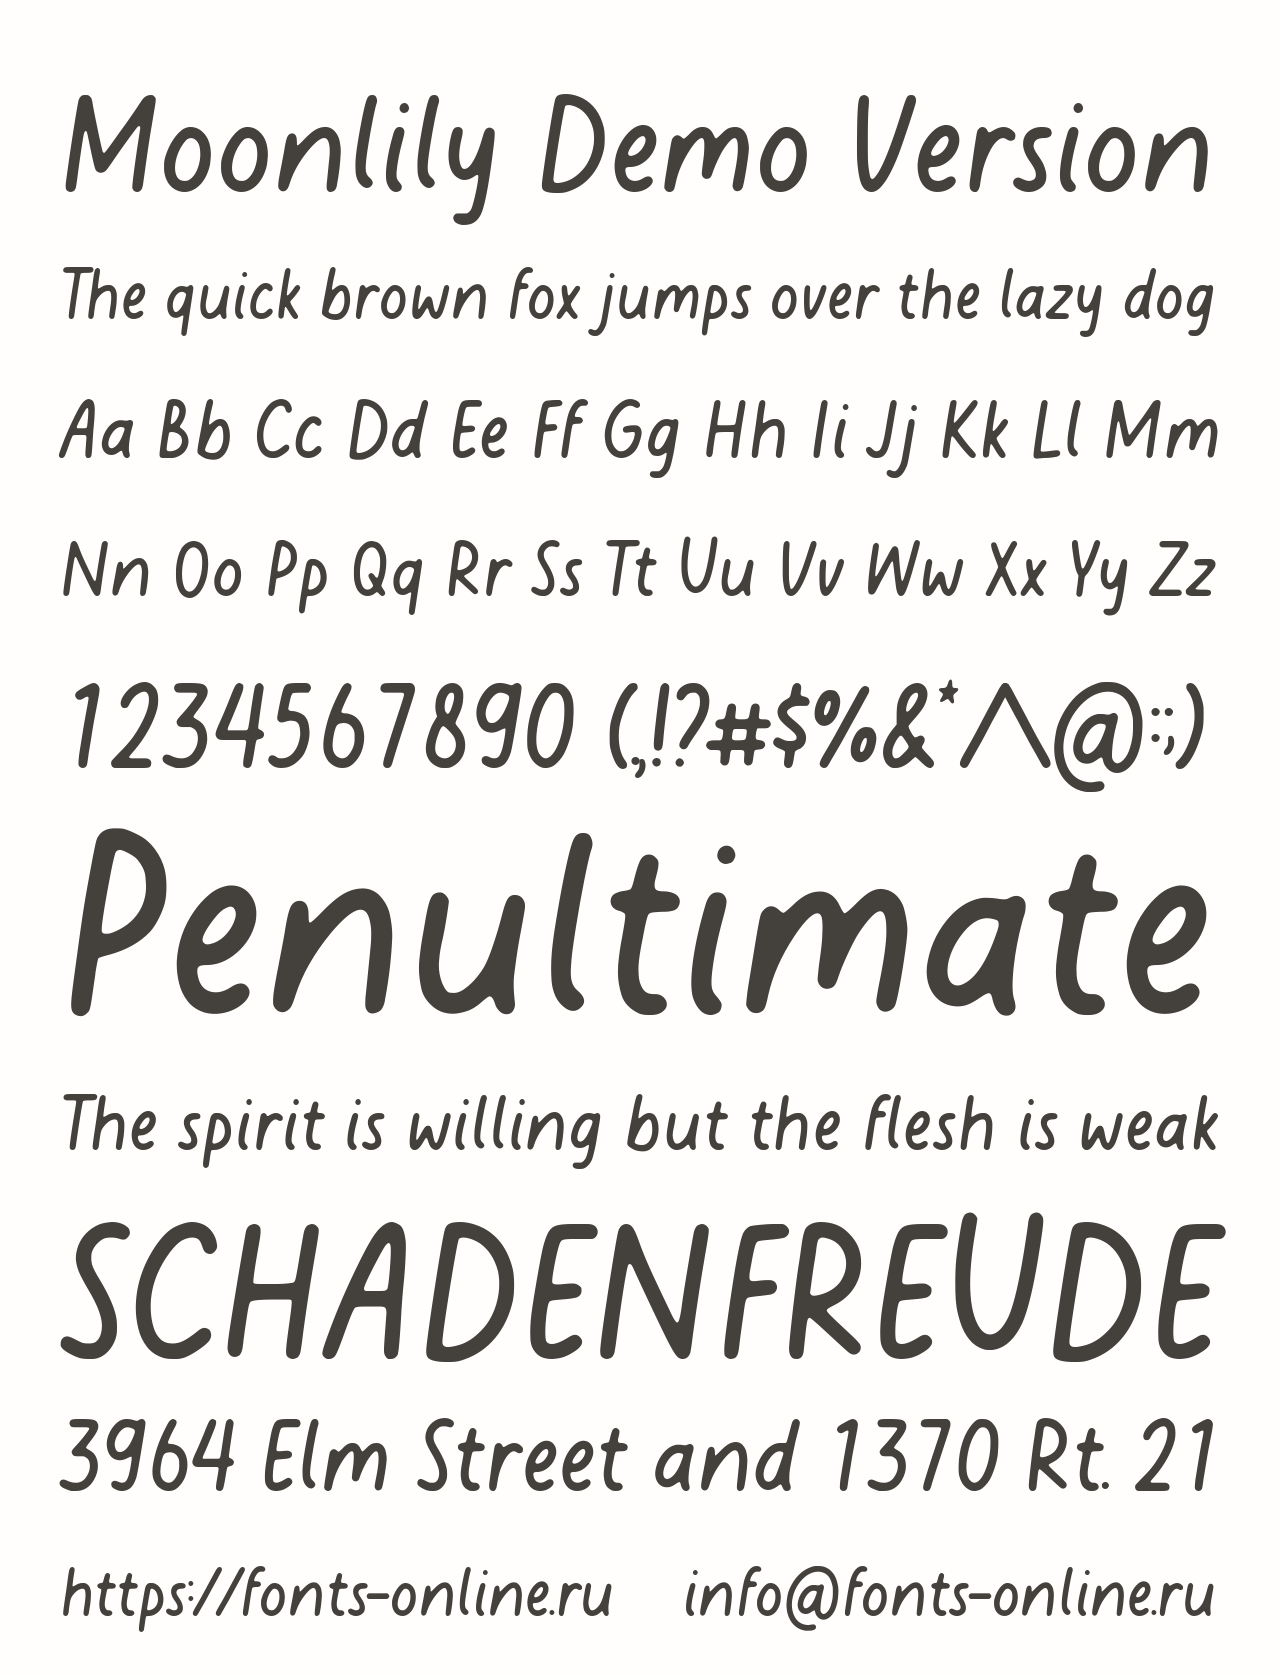 Moonlily Demo Version
The quick brown fox jumps over the lazy dog
Aa Bb Cc Dd Ee Ff Gg Hh Ii Jj Kk Ll Mm
Nn Oo Pp Qq Rr Ss Tt Uu Vv Ww Xx Yy Zz
1234567890 (.,!?#$%&*/\@:;)
Penultimate
The spirit is willing but the flesh is weak
SCHADENFREUDE
3964 Elm Street and 1370 Rt. 21
https://fonts-online.ru info@fonts-online.ru